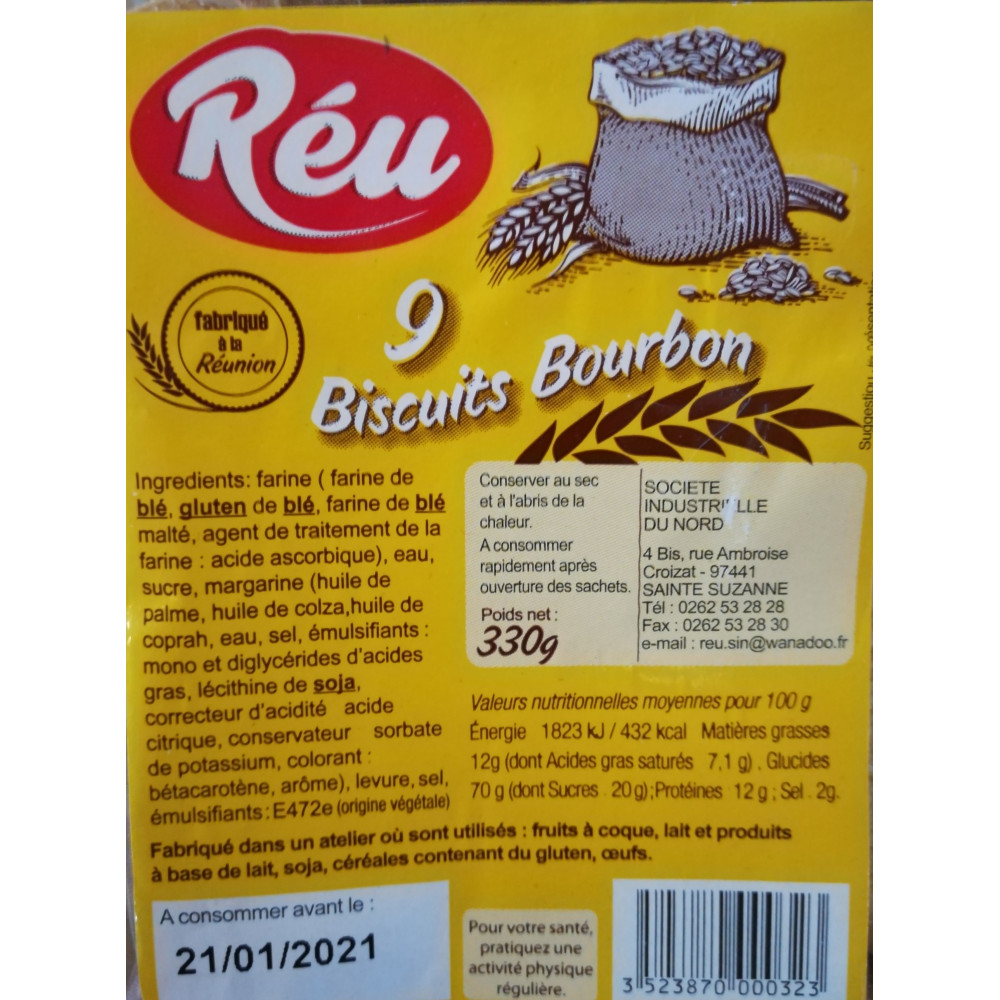 Réu
fabriqué
à la
Réunion
9
Biscuits Bourbon
Ingredients: farine ( farine de
blé, gluten de blé, farine de blé
malté, agent de traitement de la
farine : acide ascorbique), eau,
sucre, margarine (huile de
palme, huile de colza,huile de
coprah, eau, sel, émulsifiants :
mono et diglycérides d'acides
gras, lécithine de soja,
correcteur d'acidité acide
citrique, conservateur sorbate
de potassium, colorant :
bétacarotène, arôme), levure, sel,
émulsifiants : E472e (origine végétale)
Conserver au sec
et à l'abris de la
chaleur.
A consommer
rapidement après
ouverture des sachets.
Poids net :
330g
SOCIETE
INDUSTRIELLE
DU NORD
4 Bis, rue Ambroise
Croizat - 97441
SAINTE SUZANNE
Tél : 0262 53 28 28
Fax : 0262 53 28 30
e-mail : reu.sin@wanadoo.fr
Suggestion de présentation
Valeurs nutritionnelles moyennes pour 100 g
Énergie 1823 kJ / 432 kcal Matières grasses
12g (dont Acides gras saturés 7,1 g) . Glucides
70 g (dont Sucres 20 g) ; Protéines 12 g ; Sel 2g.
Fabriqué dans un atelier où sont utilisés : fruits à coque, lait et produits
à base de lait, soja, céréales contenant du gluten, œufs.
A consommer avant le :
21/01/2021
Pour votre santé,
pratiquez une
activité physique
régulière.
3 523870 000323